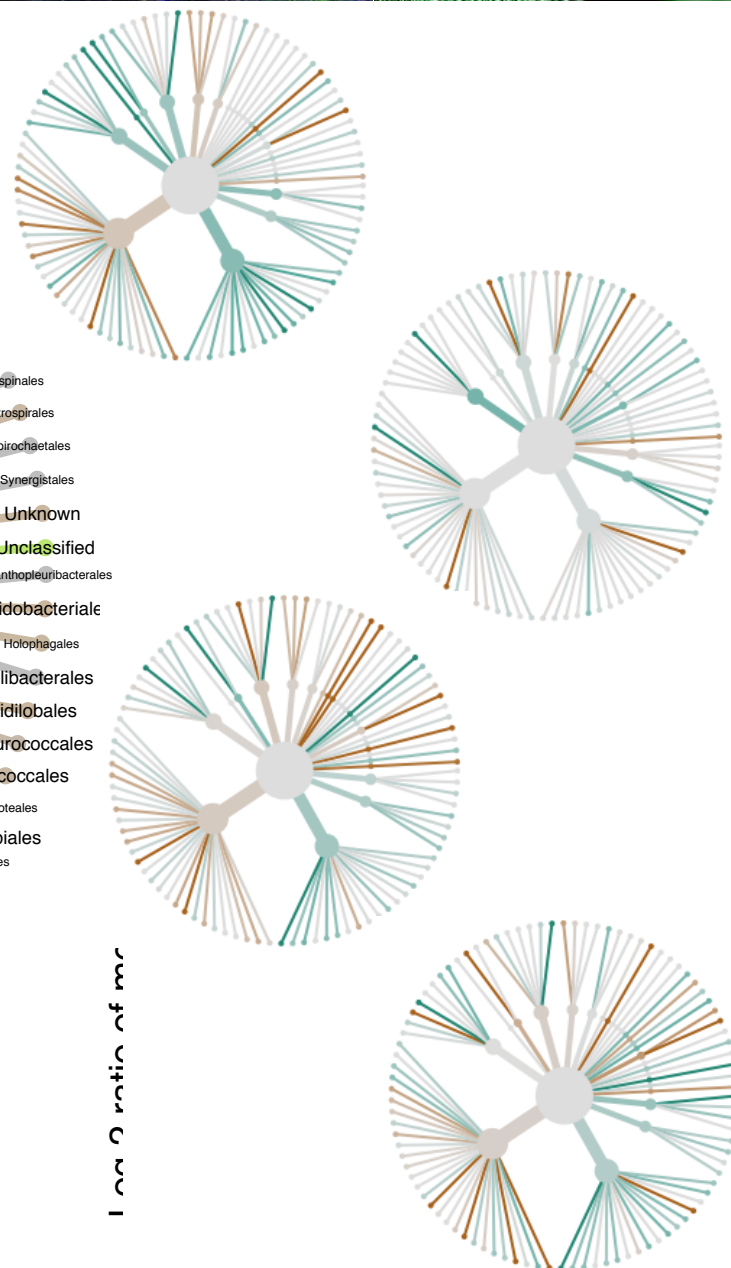 spinales
rospirales
pirochaetales
Synergistales
Unknown
Unclassified
nthopleuribacterales
idobacteriale
Holophagales
libacterales
idilobales
urococcales
coccales
oteales
iales
es
Log 2 ratio of m